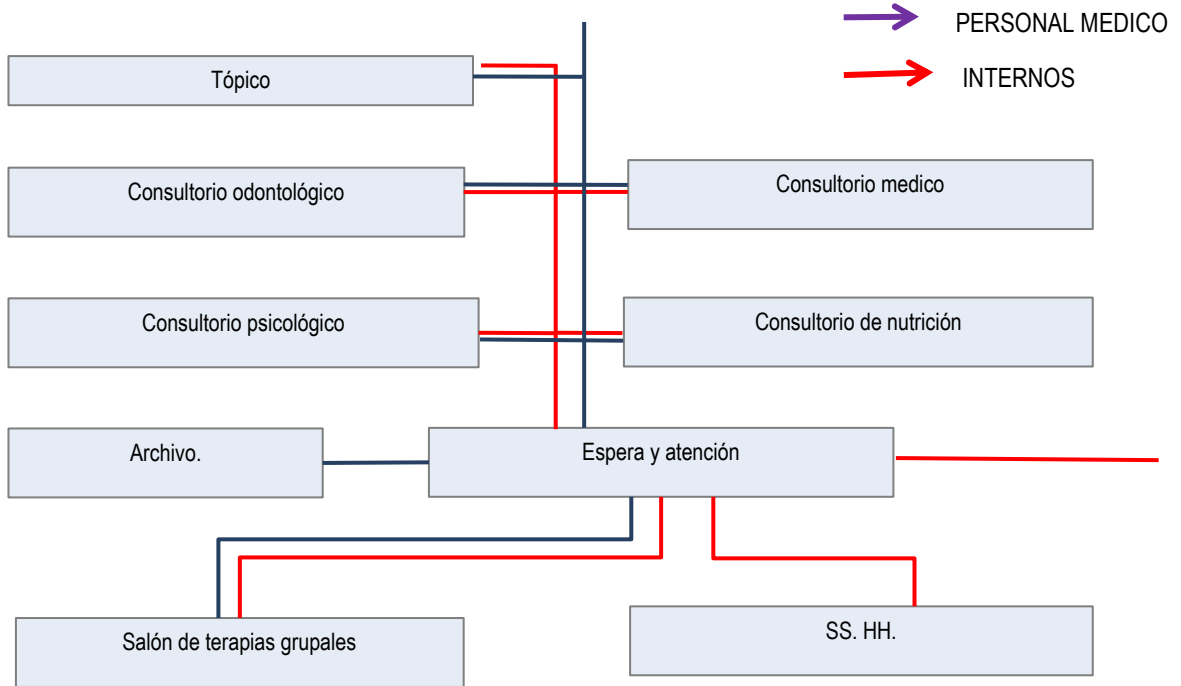 PERSONAL MEDICO
INTERNOS
Tópico
Consultorio odontológico
Consultorio medico
Consultorio psicológico
Consultorio de nutrición
Archivo.
Espera y atención
Salón de terapias grupales
SS. HH.